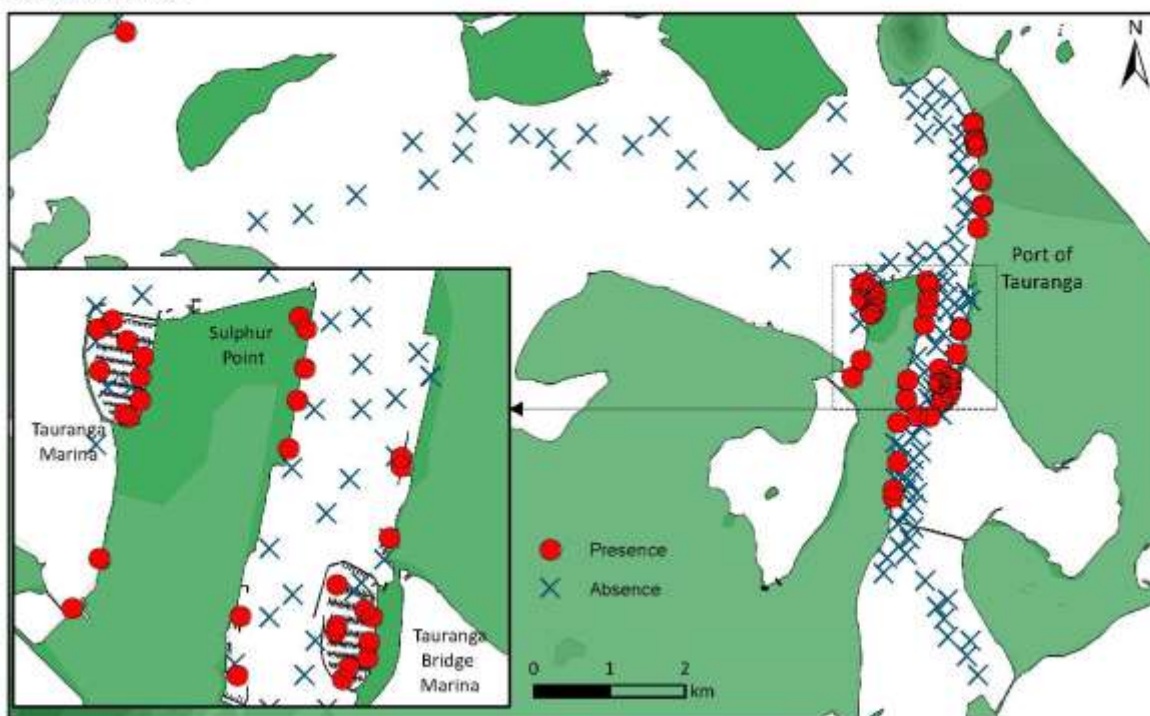 N
Port of
Tauranga
Sulphur
Point
Tauranga
Marina
Presence
Absence
Tauranga
Bridge
Marina
0 1 2
km